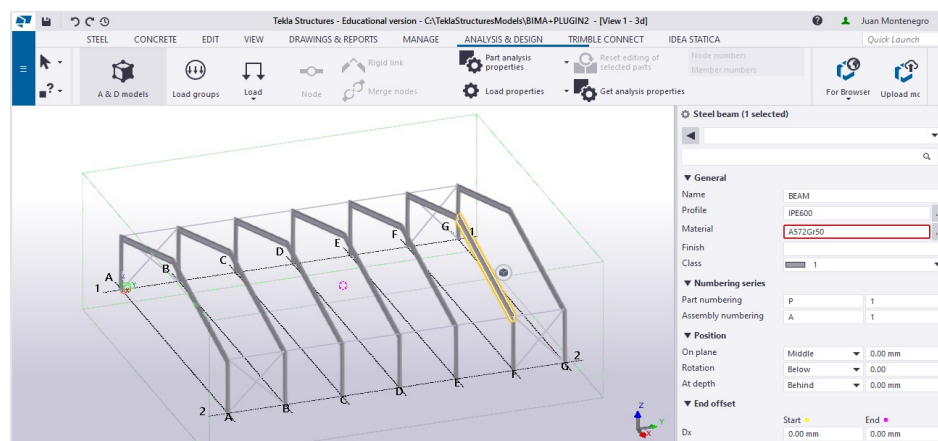 Tekla Structures - Educational version - C:\TeklaStructuresModels\BIMA+PLUGIN2 - [View 1 - 3d]
Juan Montenegro
STEEL CONCRETE EDIT VIEW DRAWINGS & REPORTS MANAGE ANALYSIS & DESIGN TRIMBLE CONNECT IDEA STATICA Quick Launch
A & D models
Load groups
Load
Node
Rigid link
Merge nodes
Part analysis
properties
Load properties
Reset editing of
selected parts
Get analysis properties
Node numbers
Member numbers
For Browser
Upload mc
Steel beam (1 selected)
General
Name BEAM
Profile IPE600
Material A572Gr50
Finish
Class 1
Numbering series
Part numbering P 1
Assembly numbering A 1
Position
On plane Middle 0.00 mm
Rotation Below 0.00
At depth Behind 0.00 mm
End offset
Start End
Dx 0.00 mm 0.00 mm
G 1
F
E
D
C
B
A
1
2
G
F
E
D
C
B
2 A
Z
Y
X